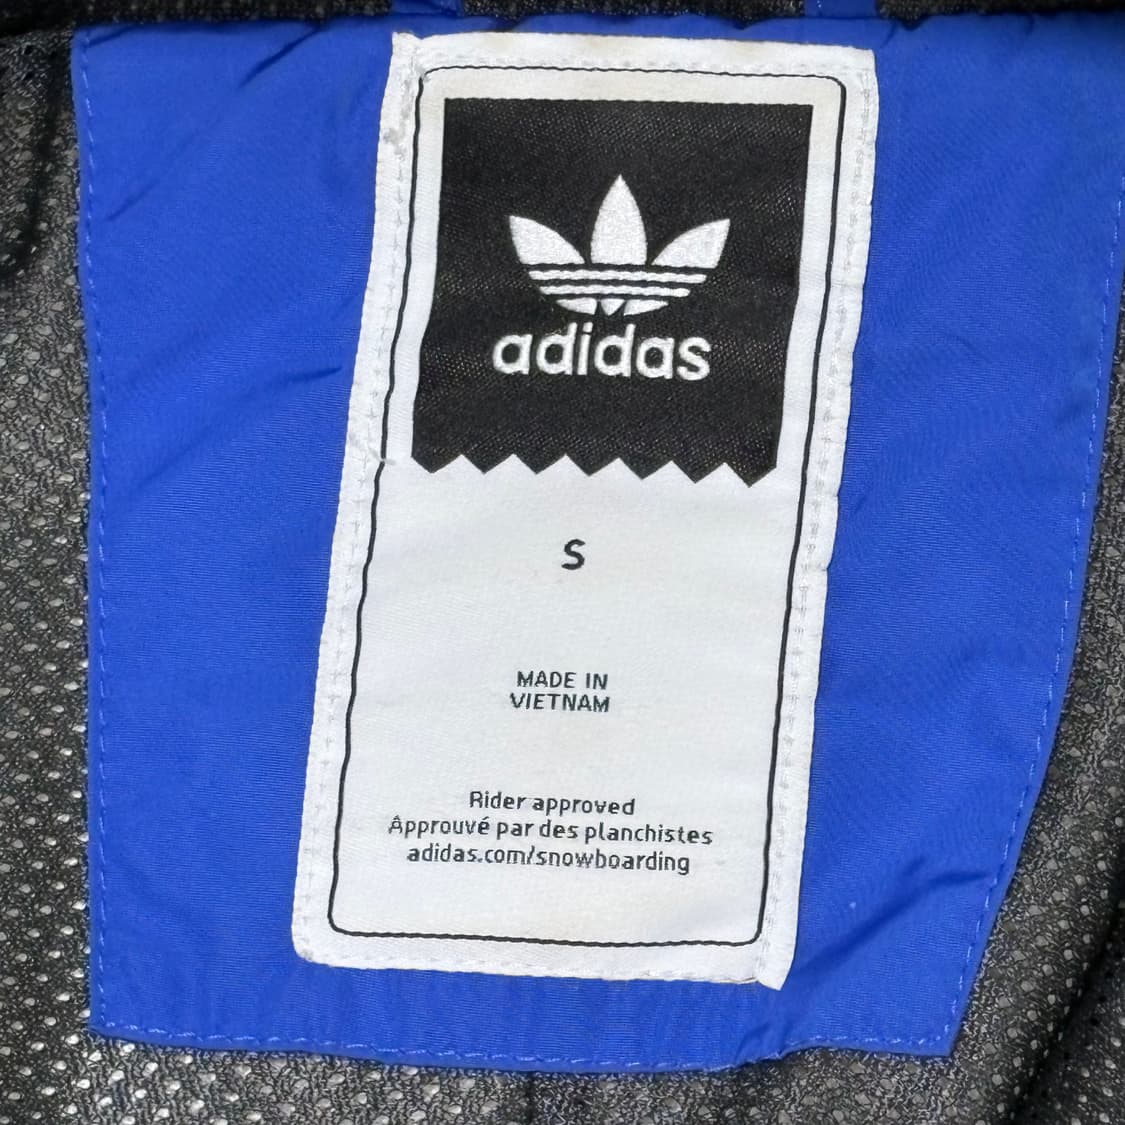 adidas
S
MADE IN
VIETNAM
Rider approved
Approuvé par des planchistes
adidas.com/snowboarding